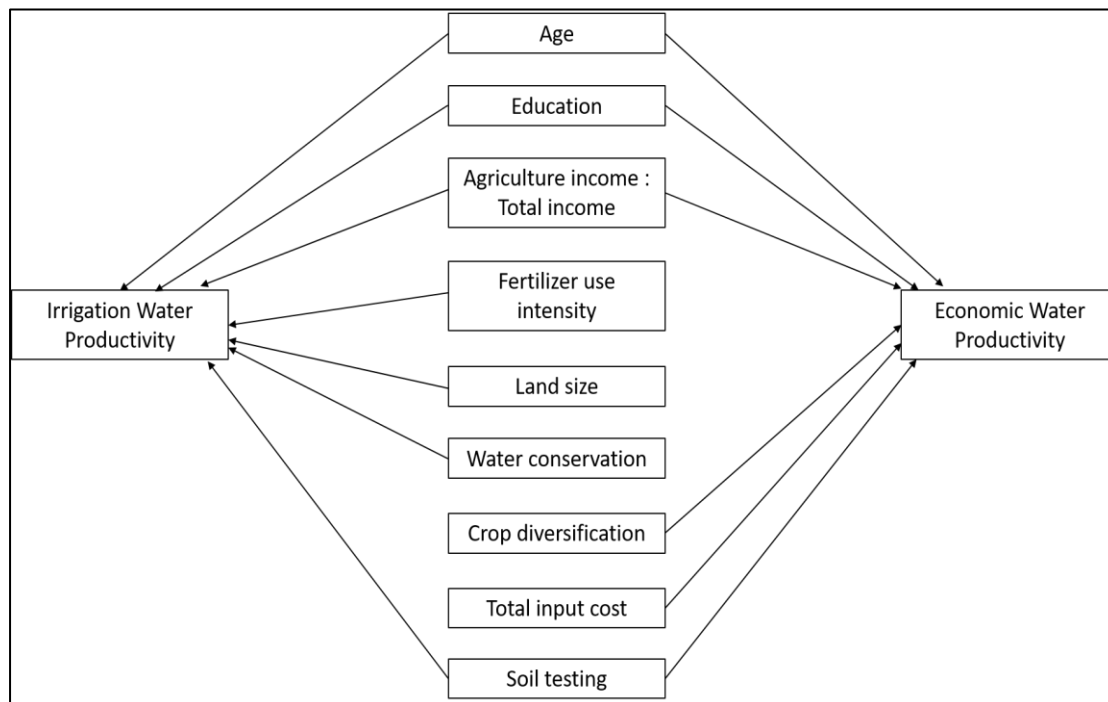 Age
Education
Agriculture income :
Total income
Fertilizer use
intensity
Irrigation Water
Productivity
Economic Water
Productivity
Land size
Water conservation
Crop diversification
Total input cost
Soil testing